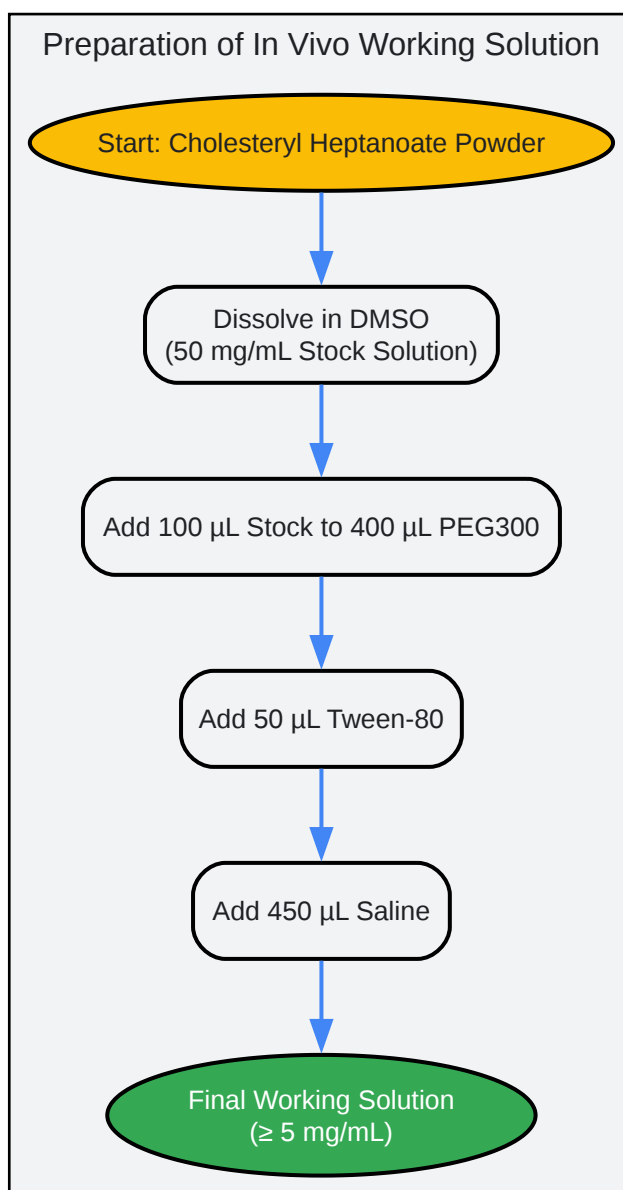 Preparation of In Vivo Working Solution
Start: Cholesteryl Heptanoate Powder
Dissolve in DMSO
(50 mg/mL Stock Solution)
Add 100 µL Stock to 400 µL PEG300
Add 50 µL Tween-80
Add 450 µL Saline
Final Working Solution
(≥ 5 mg/mL)